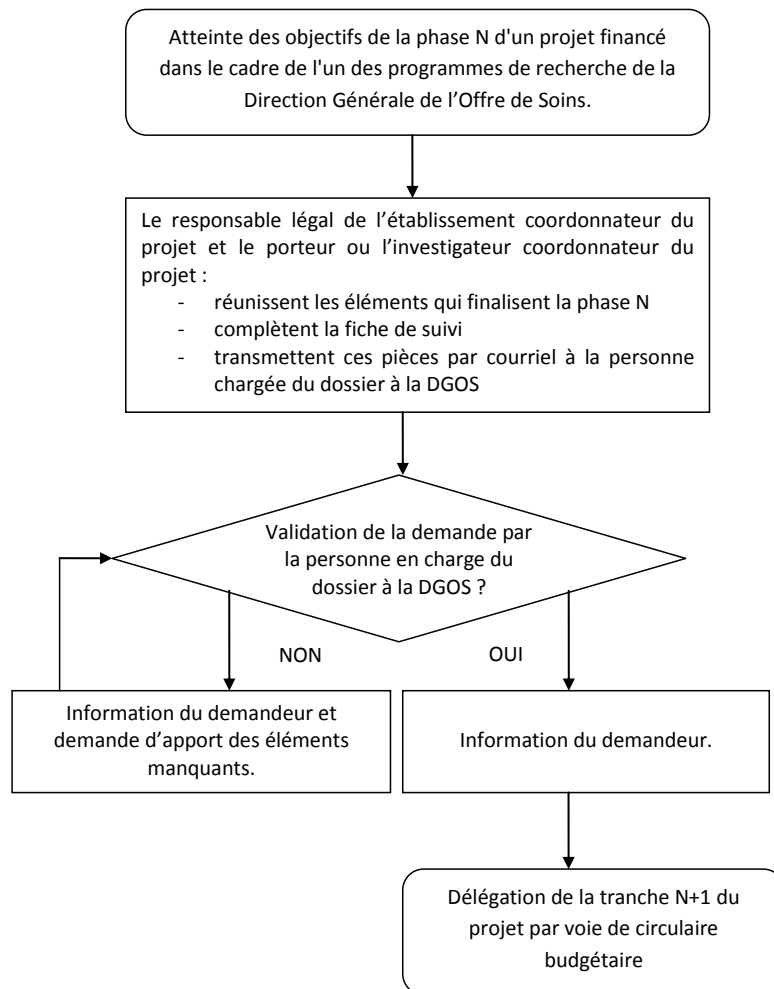 Atteinte des objectifs de la phase N d'un projet financé
dans le cadre de l'un des programmes de recherche de la
Direction Générale de l’Offre de Soins.
Le responsable légal de l’établissement coordonnateur du
projet et le porteur ou l’investigateur coordonnateur du
projet :
- réunissent les éléments qui finalisent la phase N
- complètent la fiche de suivi
- transmettent ces pièces par courriel à la personne
chargée du dossier à la DGOS
Validation de la demande par
la personne en charge du
dossier à la DGOS ?
NON
OUI
Information du demandeur et
demande d’apport des éléments
manquants.
Information du demandeur.
Délégation de la tranche N+1 du
projet par voie de circulaire
budgétaire